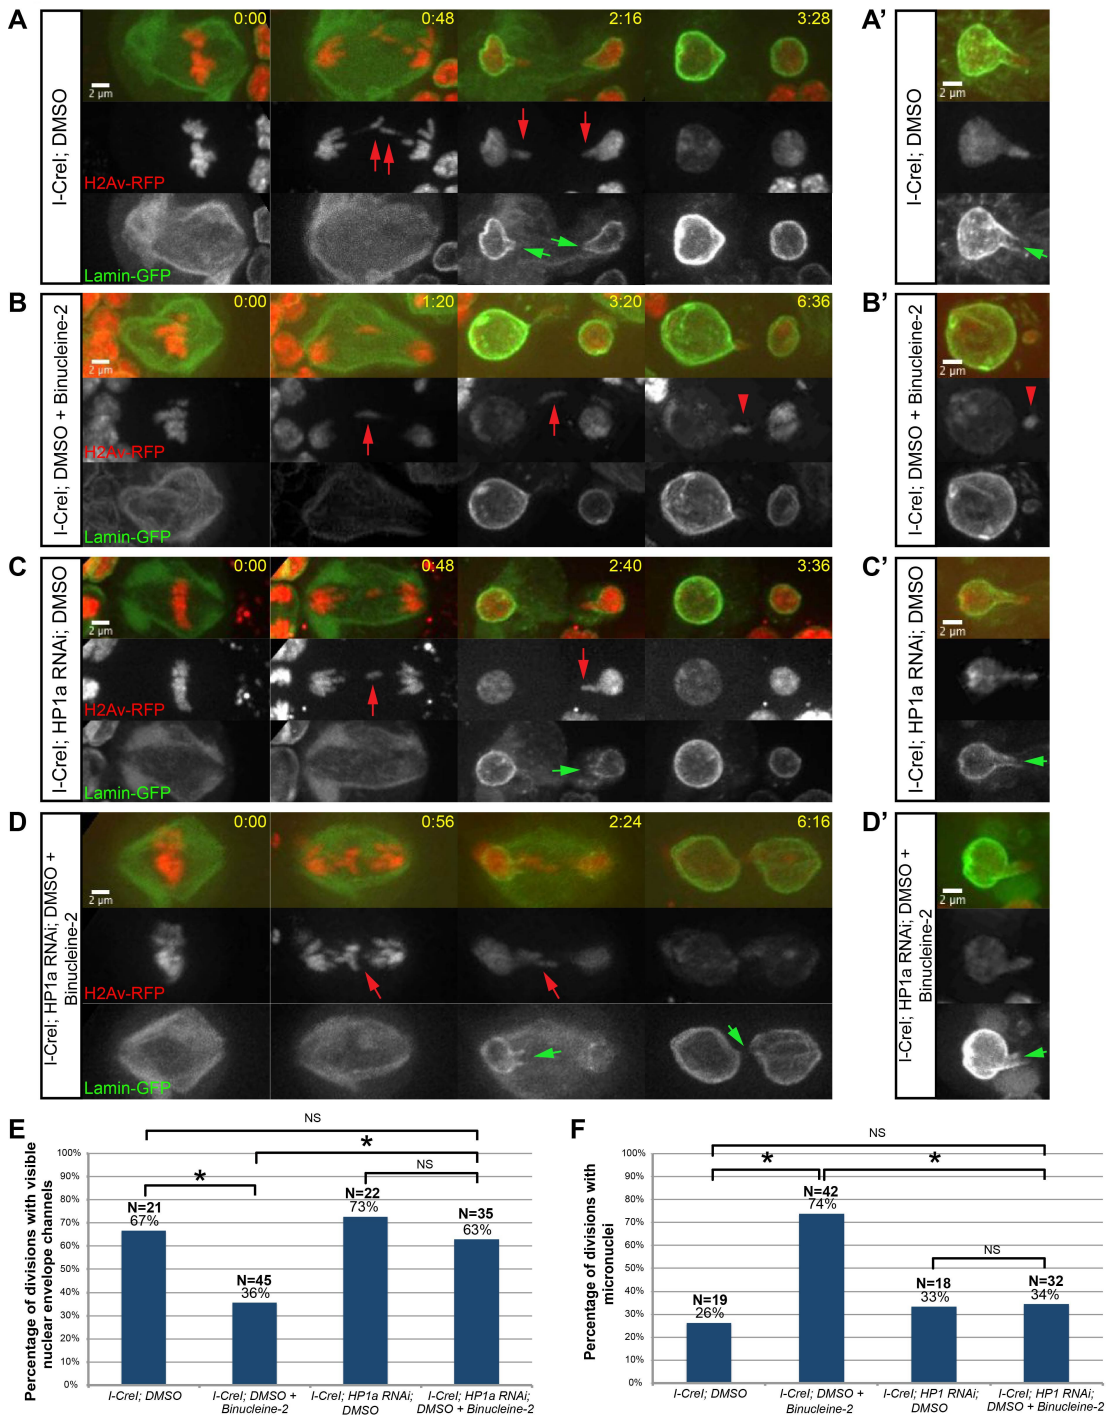 A
I-CreI; DMSO
0:00
0:48
2:16
3:28
2 µm
H2Av-RFP
Lamin-GFP
A’
I-CreI; DMSO
2 µm
B
I-CreI; DMSO + Binucleine-2
0:00
1:20
3:20
6:36
2 µm
H2Av-RFP
Lamin-GFP
B’
I-CreI; DMSO + Binucleine-2
2 µm
C
I-CreI; HP1a RNAi; DMSO
0:00
0:48
2:40
3:36
2 µm
H2Av-RFP
Lamin-GFP
C’
I-CreI; HP1a RNAi; DMSO
2 µm
D
I-CreI; HP1a RNAi; DMSO +
Binucleine-2
0:00
0:56
2:24
6:16
2 µm
H2Av-RFP
Lamin-GFP
D’
I-CreI; HP1a RNAi; DMSO +
Binucleine-2
2 µm
E
Percentage of divisions with visible
nuclear envelope channels
100%
90%
80%
70%
60%
50%
40%
30%
20%
10%
0%
NS
*
*
NS
N=21
67%
N=45
36%
N=22
73%
N=35
63%
I-CreI; DMSO
I-CreI; DMSO +
Binucleine-2
I-CreI; HP1a RNAi;
DMSO
I-CreI; HP1a RNAi;
DMSO + Binucleine-2
F
Percentage of divisions with
micronuclei
100%
90%
80%
70%
60%
50%
40%
30%
20%
10%
0%
NS
*
*
NS
N=19
26%
N=42
74%
N=18
33%
N=32
34%
I-CreI; DMSO
I-CreI; DMSO +
Binucleine-2
I-CreI; HP1 RNAi;
DMSO
I-CreI; HP1 RNAi;
DMSO + Binucleine-2